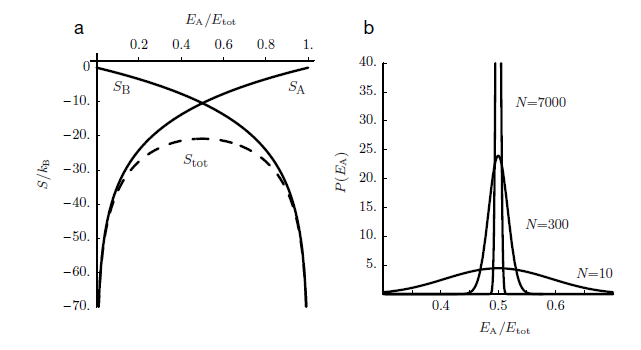 a
E_A/E_tot
0.2 0.4 0.6 0.8 1.
0
−10.
−20.
−30.
−40.
−50.
−60.
−70.
S/k_B
S_B
S_A
S_tot
b
40.
35.
30.
25.
20.
15.
10.
5.
P(E_A)
N=7000
N=300
N=10
0.4 0.5 0.6
E_A/E_tot